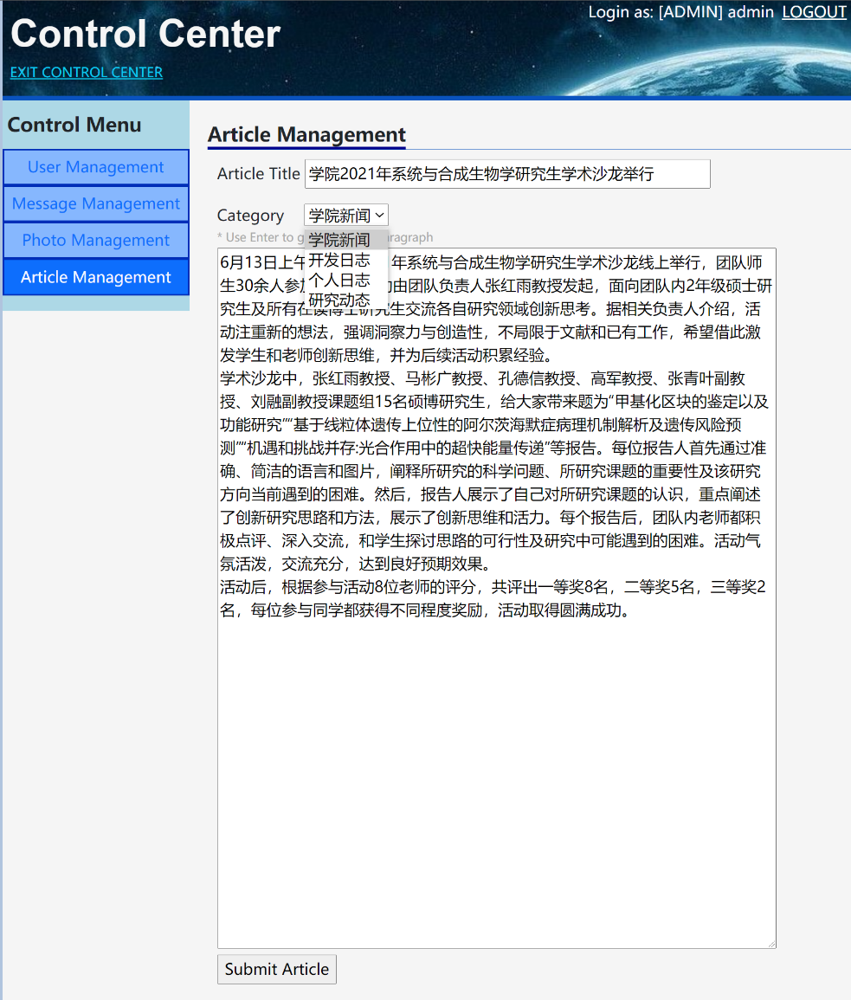 Login as: [ADMIN] admin LOGOUT
Control Center
EXIT CONTROL CENTER
Control Menu
User Management
Message Management
Photo Management
Article Management
Article Management
Article Title 学院2021年系统与合成生物学研究生学术沙龙举行
Category 学院新闻
* Use Enter to ragraph
学院新闻
开发日志
个人日志
研究动态
6月13日上午 年系统与合成生物学研究生学术沙龙线上举行，团队师
生30余人参 由团队负责人张红雨教授发起，面向团队内2年级硕士研
究生及所有在读博士研究生交流各自研究领域创新思考。据相关负责人介绍，活
动注重新的想法，强调洞察力与创造性，不局限于文献和已有工作，希望借此激
发学生和老师创新思维，并为后续活动积累经验。
学术沙龙中，张红雨教授、马彬广教授、孔德信教授、高军教授、张青叶副教
授、刘融副教授课题组15名硕博研究生，给大家带来题为“甲基化区块的鉴定以及
功能研究”“基于线粒体遗传上位性的阿尔茨海默症病理机制解析及遗传风险预
测”“机遇和挑战并存:光合作用中的超快能量传递”等报告。每位报告人首先通过准
确、简洁的语言和图片，阐释所研究的科学问题、所研究课题的重要性及该研究
方向当前遇到的困难。然后，报告人展示了自己对所研究课题的认识，重点阐述
了创新研究思路和方法，展示了创新思维和活力。每个报告后，团队内老师都积
极点评、深入交流，和学生探讨思路的可行性及研究中可能遇到的困难。活动气
氛活泼，交流充分，达到良好预期效果。
活动后，根据参与活动8位老师的评分，共评出一等奖8名，二等奖5名，三等奖2
名，每位参与同学都获得不同程度奖励，活动取得圆满成功。
Submit Article